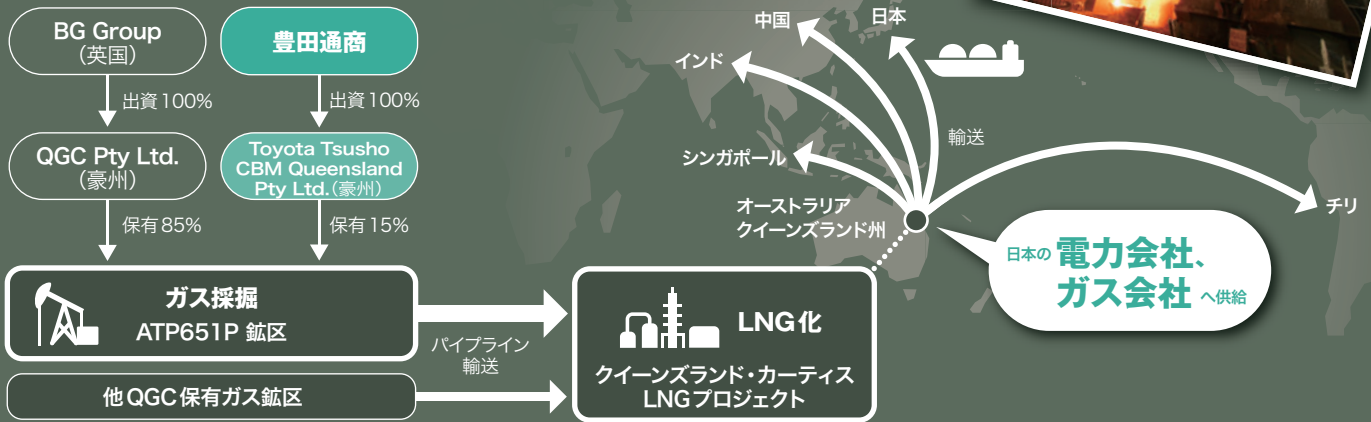 BG Group
（英国）
豊田通商
出資100%
出資100%
QGC Pty Ltd.
（豪州）
Toyota Tsusho
CBM Queensland
Pty Ltd.（豪州）
保有85%
保有15%
ガス採掘
ATP651P 鉱区
他QGC保有ガス鉱区
パイプライン
輸送
LNG化
クイーンズランド・カーティス
LNGプロジェクト
中国
日本
インド
シンガポール
輸送
オーストラリア
クイーンズランド州
チリ
日本の 電力会社、
ガス会社 へ供給